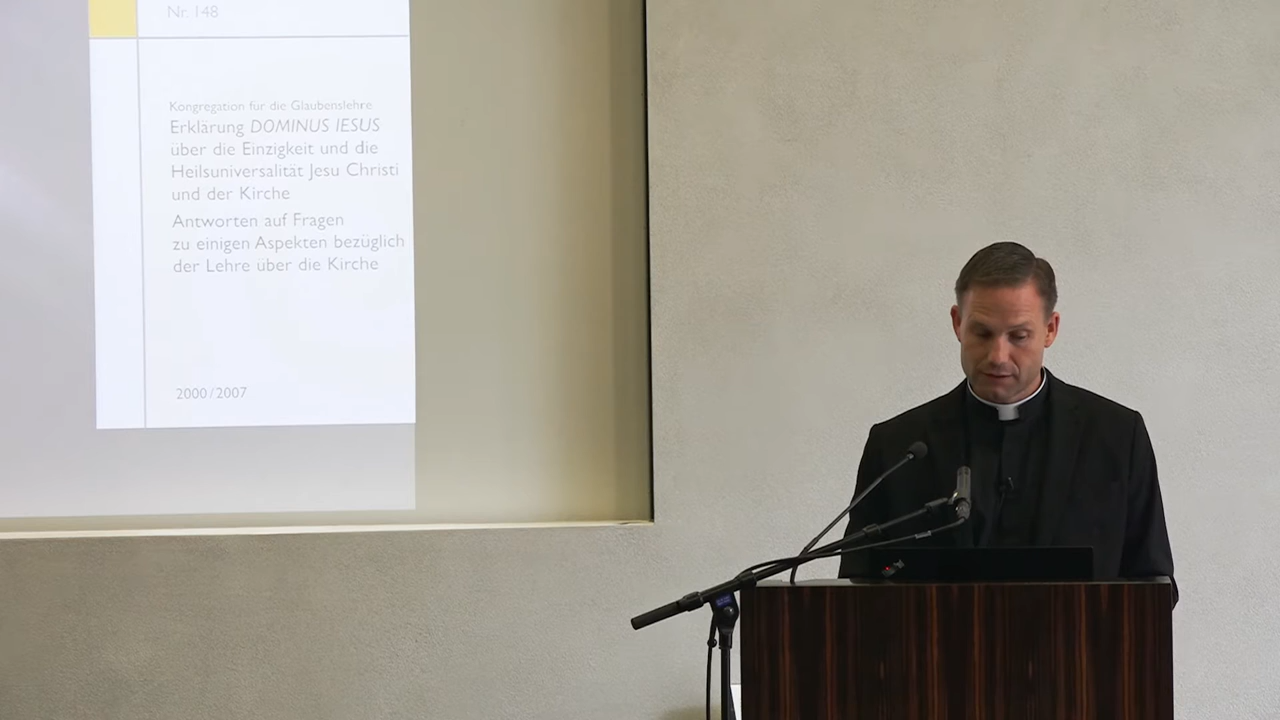 Nr. 148
Kongregation für die Glaubenslehre
Erklärung DOMINUS IESUS
über die Einzigkeit und die
Heilsuniversalität Jesu Christi
und der Kirche
Antworten auf Fragen
zu einigen Aspekten bezüglich
der Lehre über die Kirche
2000/2007